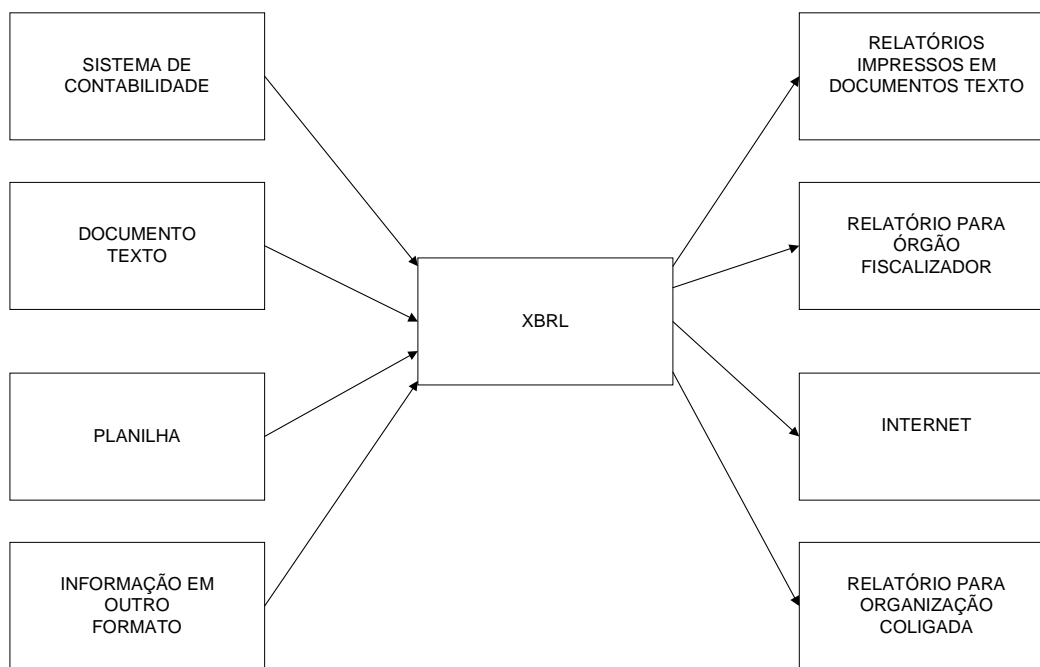 SISTEMA DE
CONTABILIDADE
DOCUMENTO
TEXTO
PLANILHA
INFORMAÇÃO EM
OUTRO
FORMATO
XBRL
RELATÓRIOS
IMPRESSOS EM
DOCUMENTOS TEXTO
RELATÓRIO PARA
ÓRGÃO
FISCALIZADOR
INTERNET
RELATÓRIO PARA
ORGANIZAÇÃO
COLIGADA